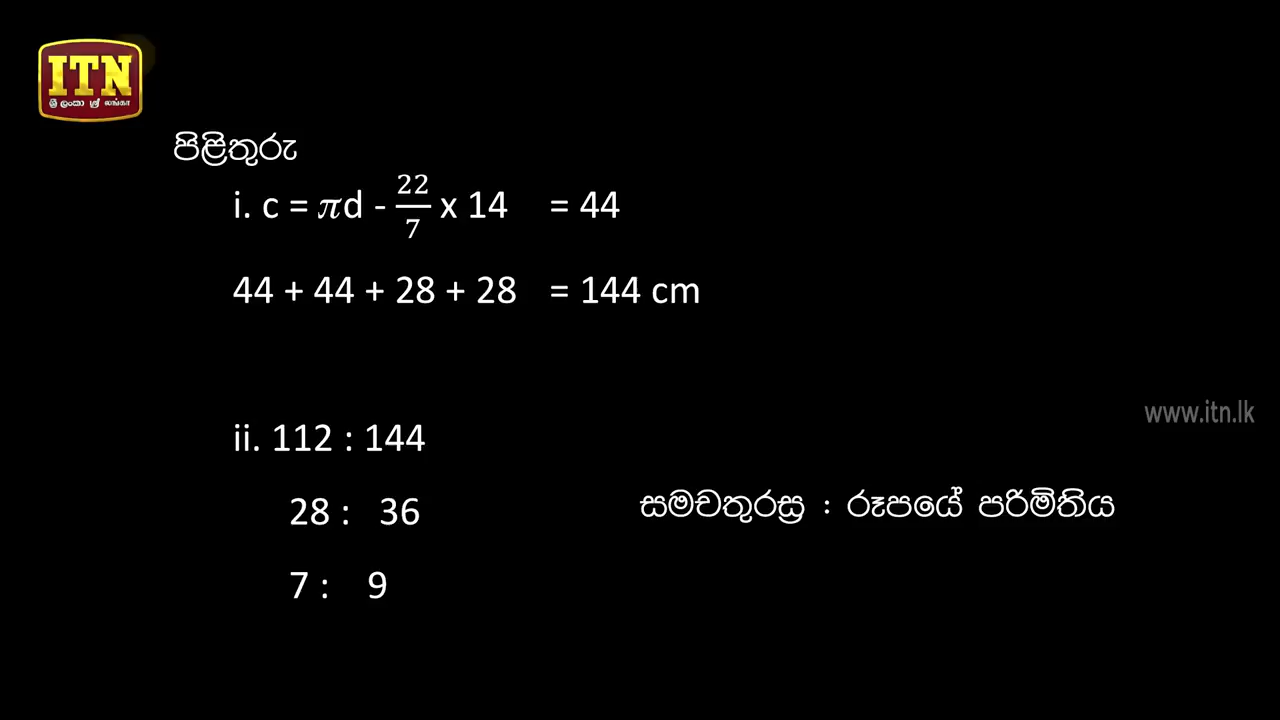 ITN
ශ්‍රී ලංකා ஸ்ரீ லங்கா
පිළිතුරු
i. c = πd - 22/7 x 14 = 44
44 + 44 + 28 + 28 = 144 cm
www.itn.lk
ii. 112 : 144
28 : 36
සමචතුරස්‍ර : රූපයේ පරිමිතිය
7 : 9